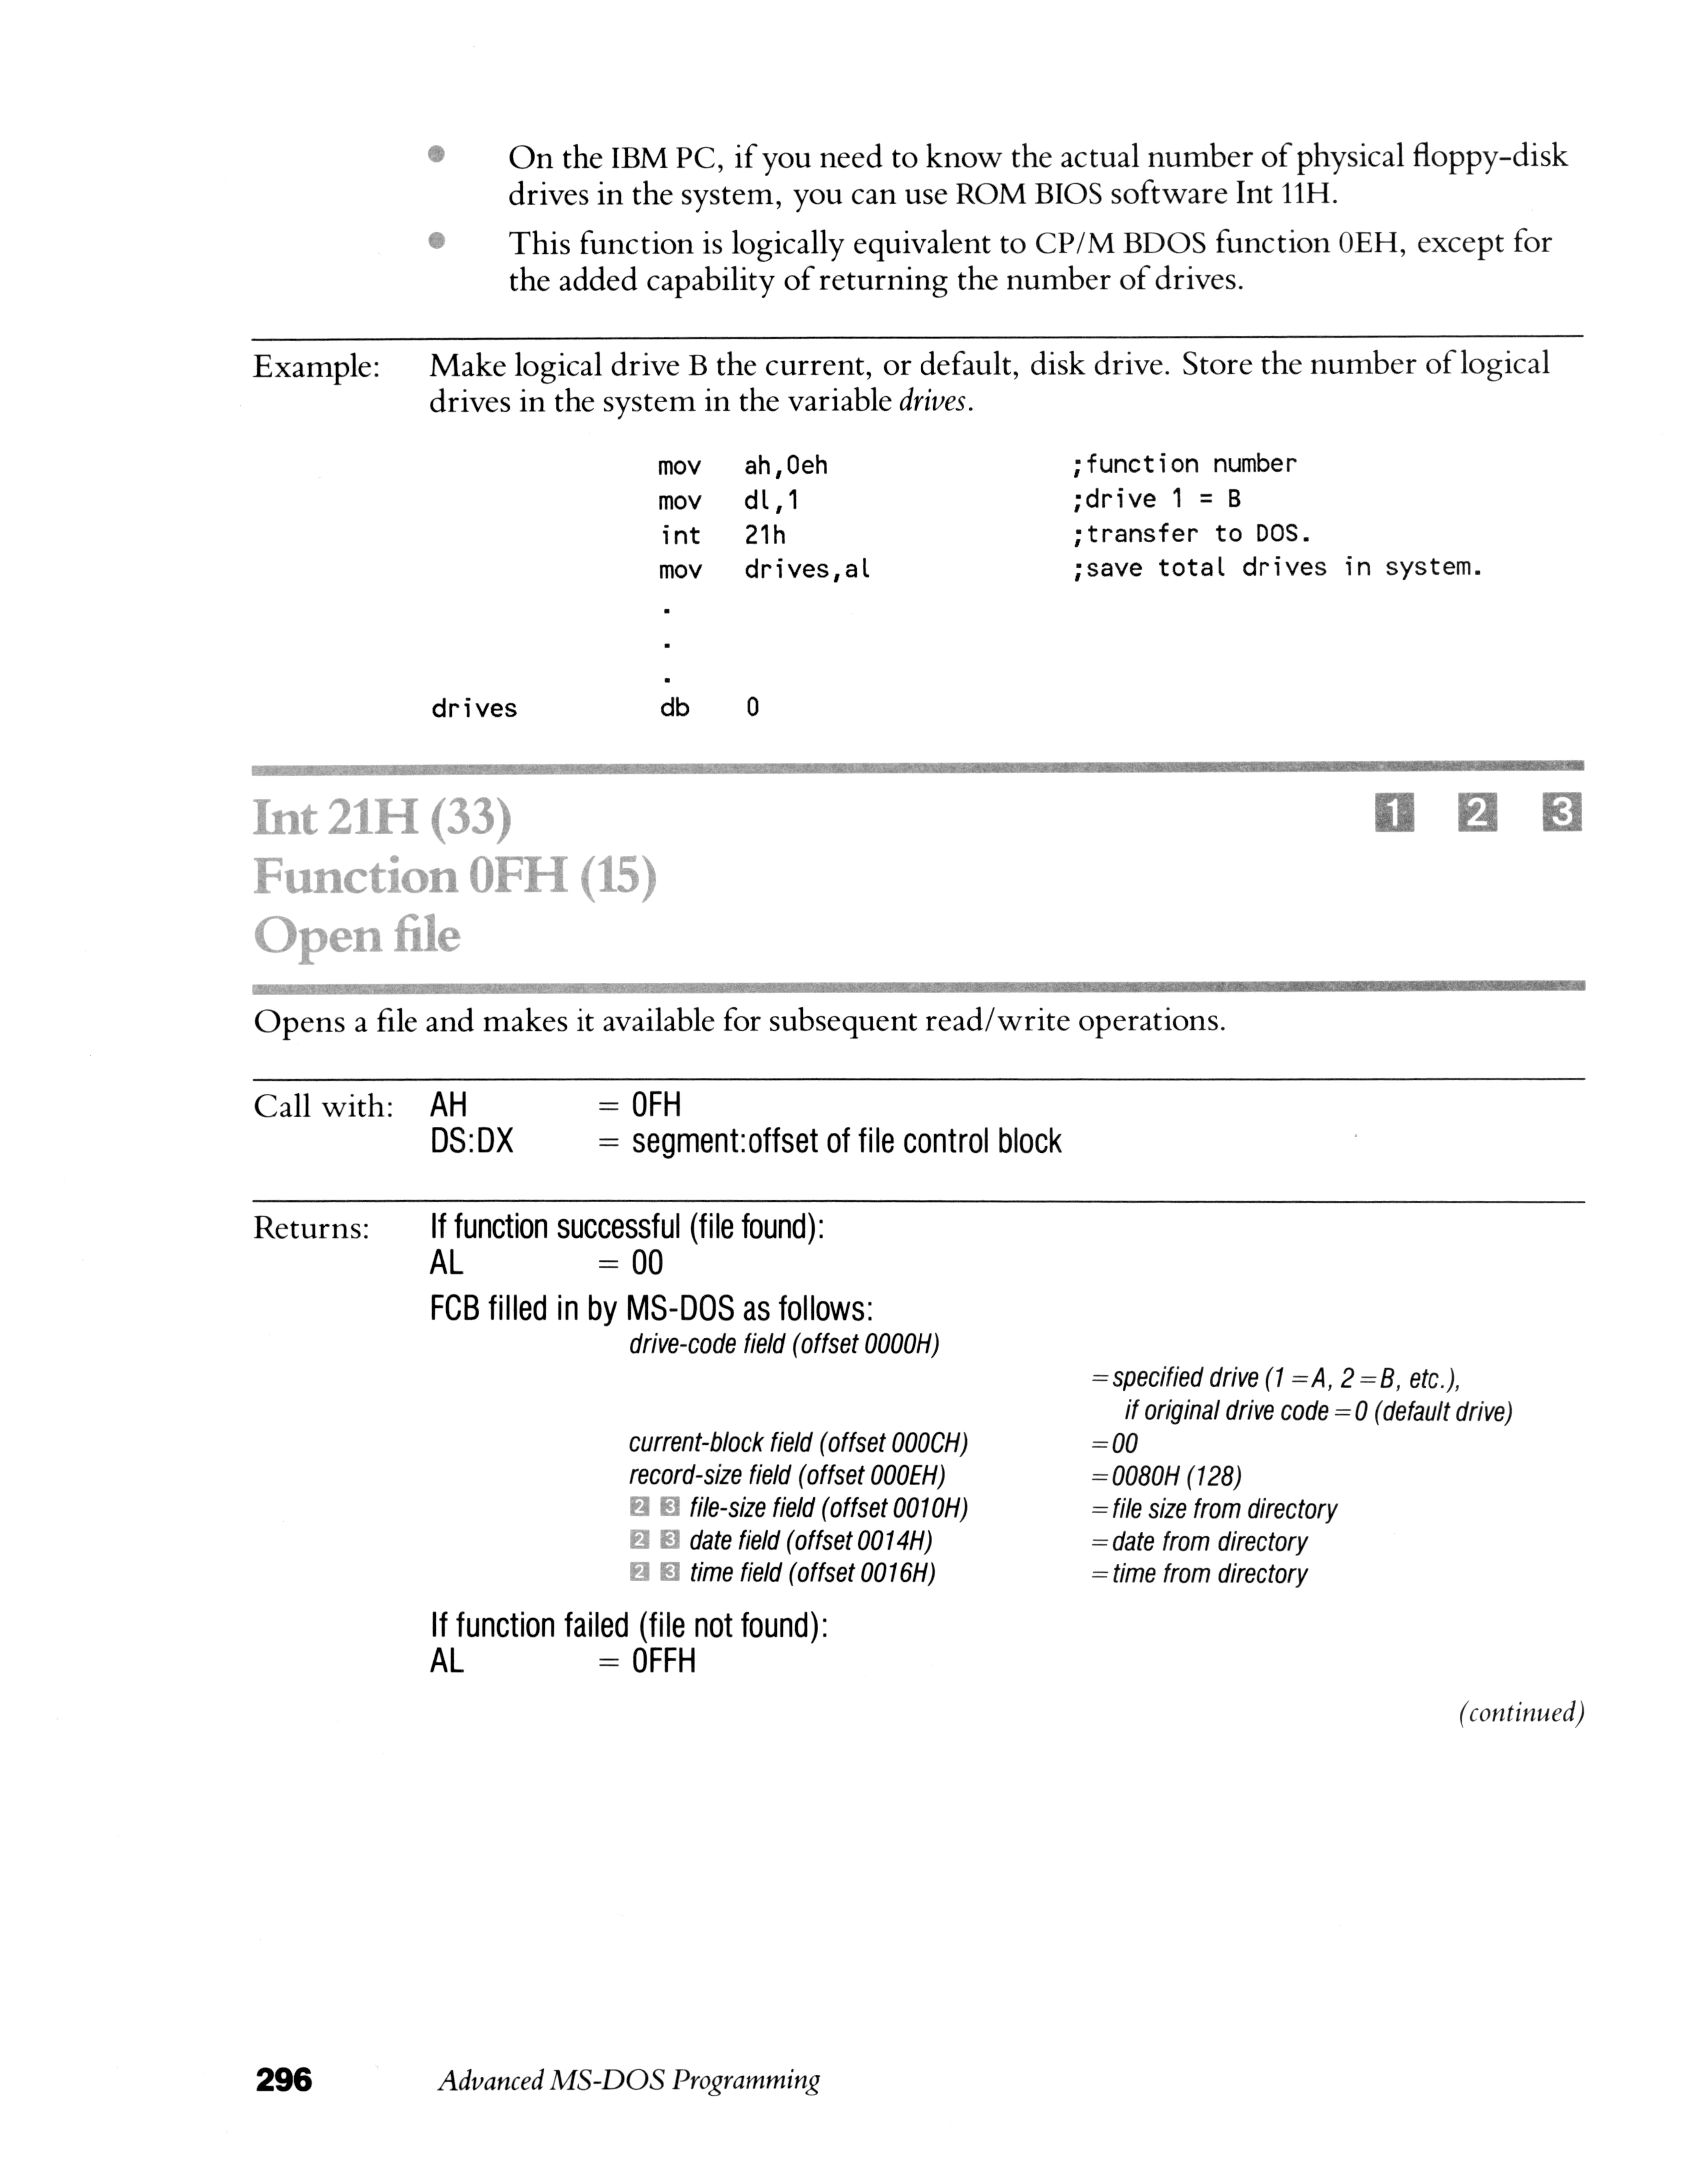 ● On the IBM PC, if you need to know the actual number of physical floppy-disk
drives in the system, you can use ROM BIOS software Int 11H.
● This function is logically equivalent to CP/M BDOS function 0EH, except for
the added capability of returning the number of drives.
Example: Make logical drive B the current, or default, disk drive. Store the number of logical
drives in the system in the variable drives.
mov ah,0eh ;function number
mov dl,1 ;drive 1 = B
int 21h ;transfer to DOS.
mov drives,al ;save total drives in system.
.
.
.
drives db 0
Int 21H (33) 1 2 3
Function 0FH (15)
Open file
Opens a file and makes it available for subsequent read/write operations.
Call with: AH = 0FH
DS:DX = segment:offset of file control block
Returns: If function successful (file found):
AL = 00
FCB filled in by MS-DOS as follows:
drive-code field (offset 0000H)
=specified drive (1=A, 2=B, etc.),
if original drive code=0 (default drive)
current-block field (offset 000CH) =00
record-size field (offset 000EH) =0080H (128)
2 3 file-size field (offset 0010H) =file size from directory
2 3 date field (offset 0014H) =date from directory
2 3 time field (offset 0016H) =time from directory
If function failed (file not found):
AL = 0FFH
(continued)
296 Advanced MS-DOS Programming